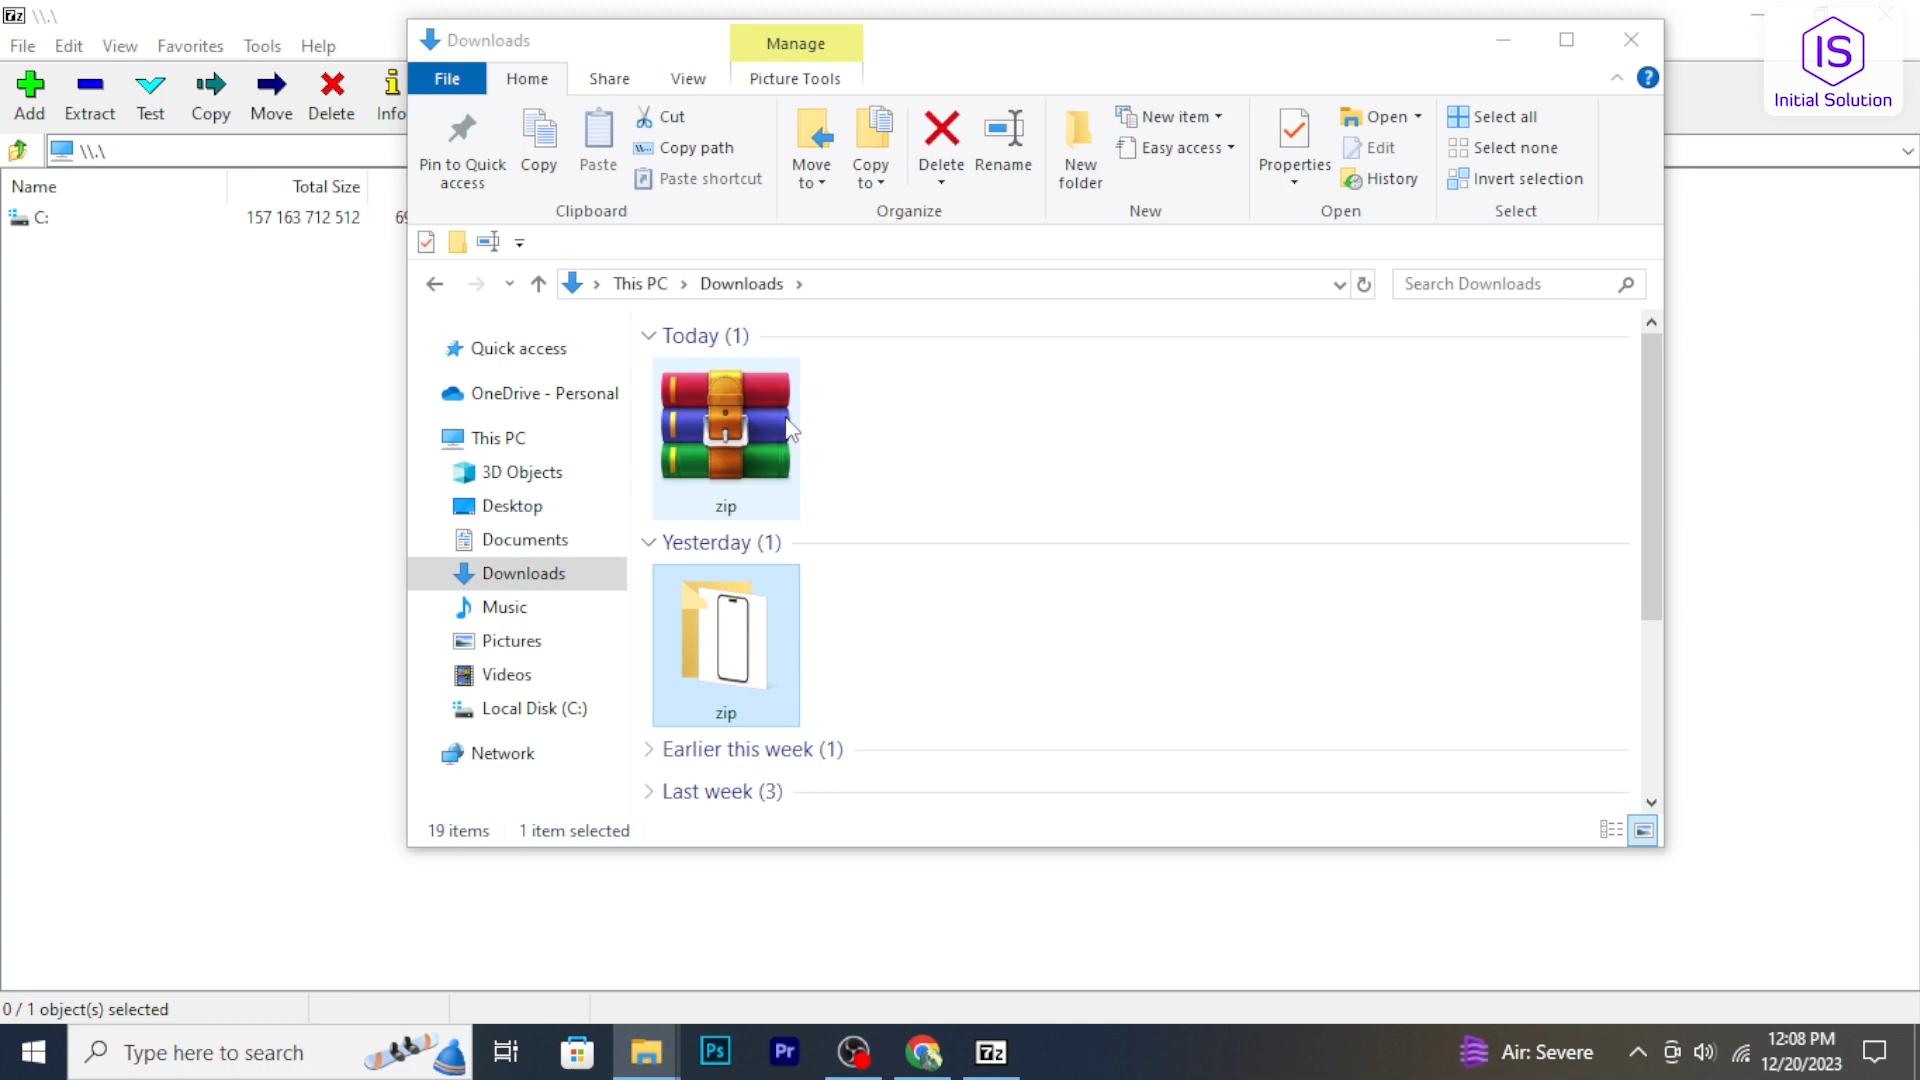 7z \\.\
File Edit View Favorites Tools Help
Add Extract Test Copy Move Delete Info
\\.\
Name Total Size
C: 157 163 712 512 69
0 / 1 object(s) selected
Downloads Manage
File Home Share View Picture Tools
Pin to Quick access
Copy
Paste
Cut
Copy path
Paste shortcut
Clipboard
Move to
Copy to
Delete
Rename
Organize
New folder
New item
Easy access
New
Properties
Open
Edit
History
Open
Select all
Select none
Invert selection
Select
This PC Downloads
Search Downloads
Quick access
OneDrive - Personal
This PC
3D Objects
Desktop
Documents
Downloads
Music
Pictures
Videos
Local Disk (C:)
Network
Today (1)
zip
Yesterday (1)
zip
Earlier this week (1)
Last week (3)
19 items 1 item selected
IS
Initial Solution
Type here to search
Ps
Pr
7z
Air: Severe
12:08 PM
12/20/2023